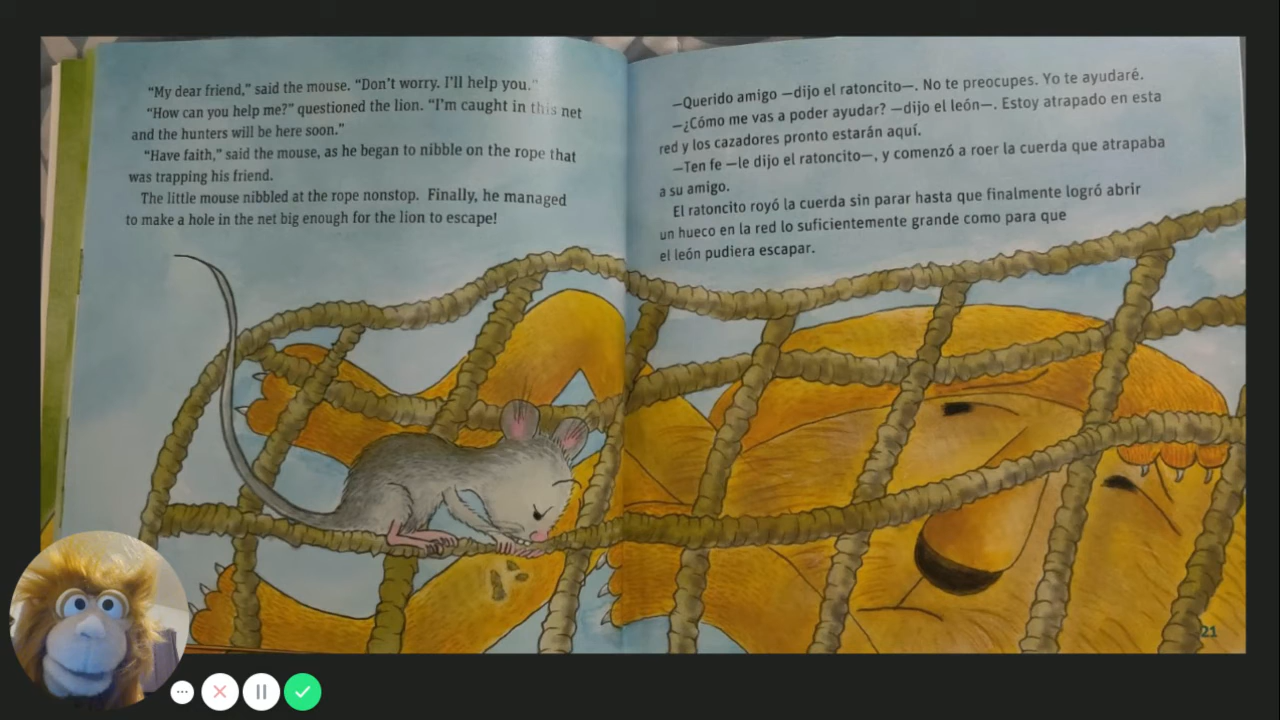 “My dear friend,” said the mouse. “Don’t worry. I’ll help you.”
“How can you help me?” questioned the lion. “I’m caught in this net
and the hunters will be here soon.”
“Have faith,” said the mouse, as he began to nibble on the rope that
was trapping his friend.
The little mouse nibbled at the rope nonstop. Finally, he managed
to make a hole in the net big enough for the lion to escape!
—Querido amigo —dijo el ratoncito—. No te preocupes. Yo te ayudaré.
—¿Cómo me vas a poder ayudar? —dijo el león—. Estoy atrapado en esta
red y los cazadores pronto estarán aquí.
—Ten fe —le dijo el ratoncito—, y comenzó a roer la cuerda que atrapaba
a su amigo.
El ratoncito royó la cuerda sin parar hasta que finalmente logró abrir
un hueco en la red lo suficientemente grande como para que
el león pudiera escapar.
21